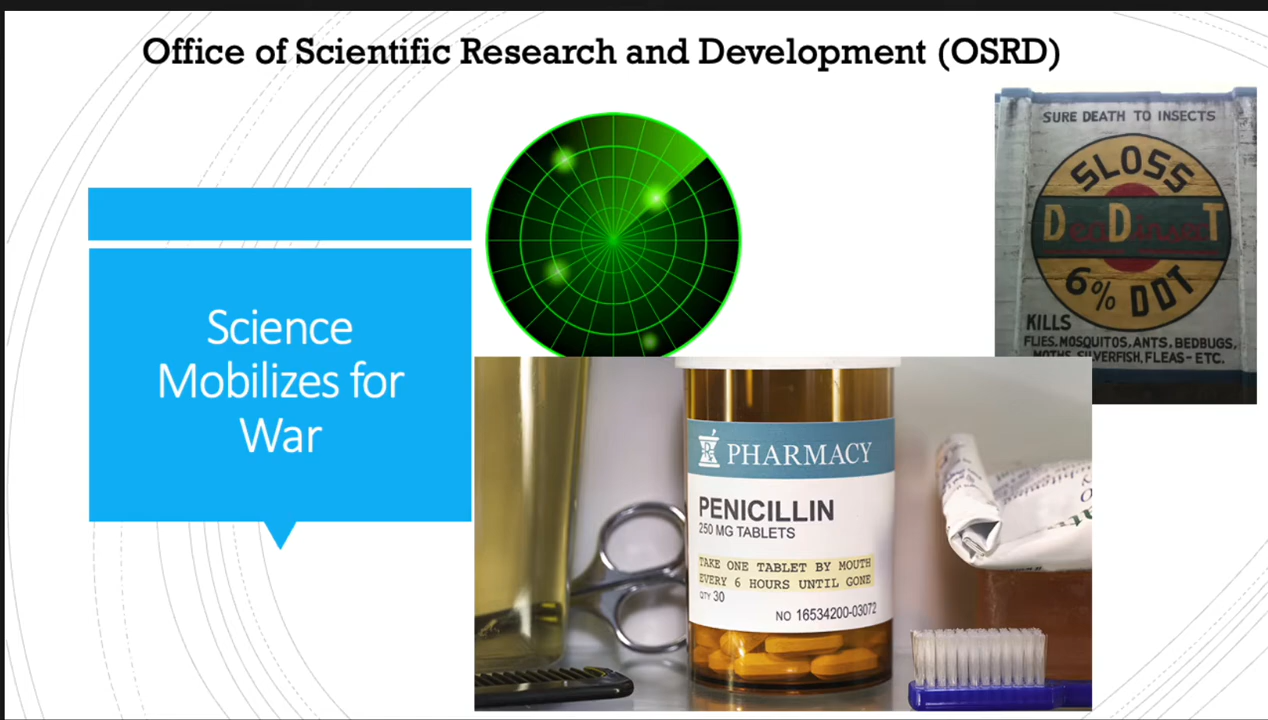 Office of Scientific Research and Development (OSRD)
Science
Mobilizes for
War
SURE DEATH TO INSECTS
SLOSS
DeaD insecT
6% DDT
KILLS
FLIES, MOSQUITOS, ANTS, BEDBUGS,
MOTHS, SILVERFISH, FLEAS - ETC.
PHARMACY
PENICILLIN
250 MG TABLETS
TAKE ONE TABLET BY MOUTH
EVERY 6 HOURS UNTIL GONE
QTY 30
NO 16534200-03072